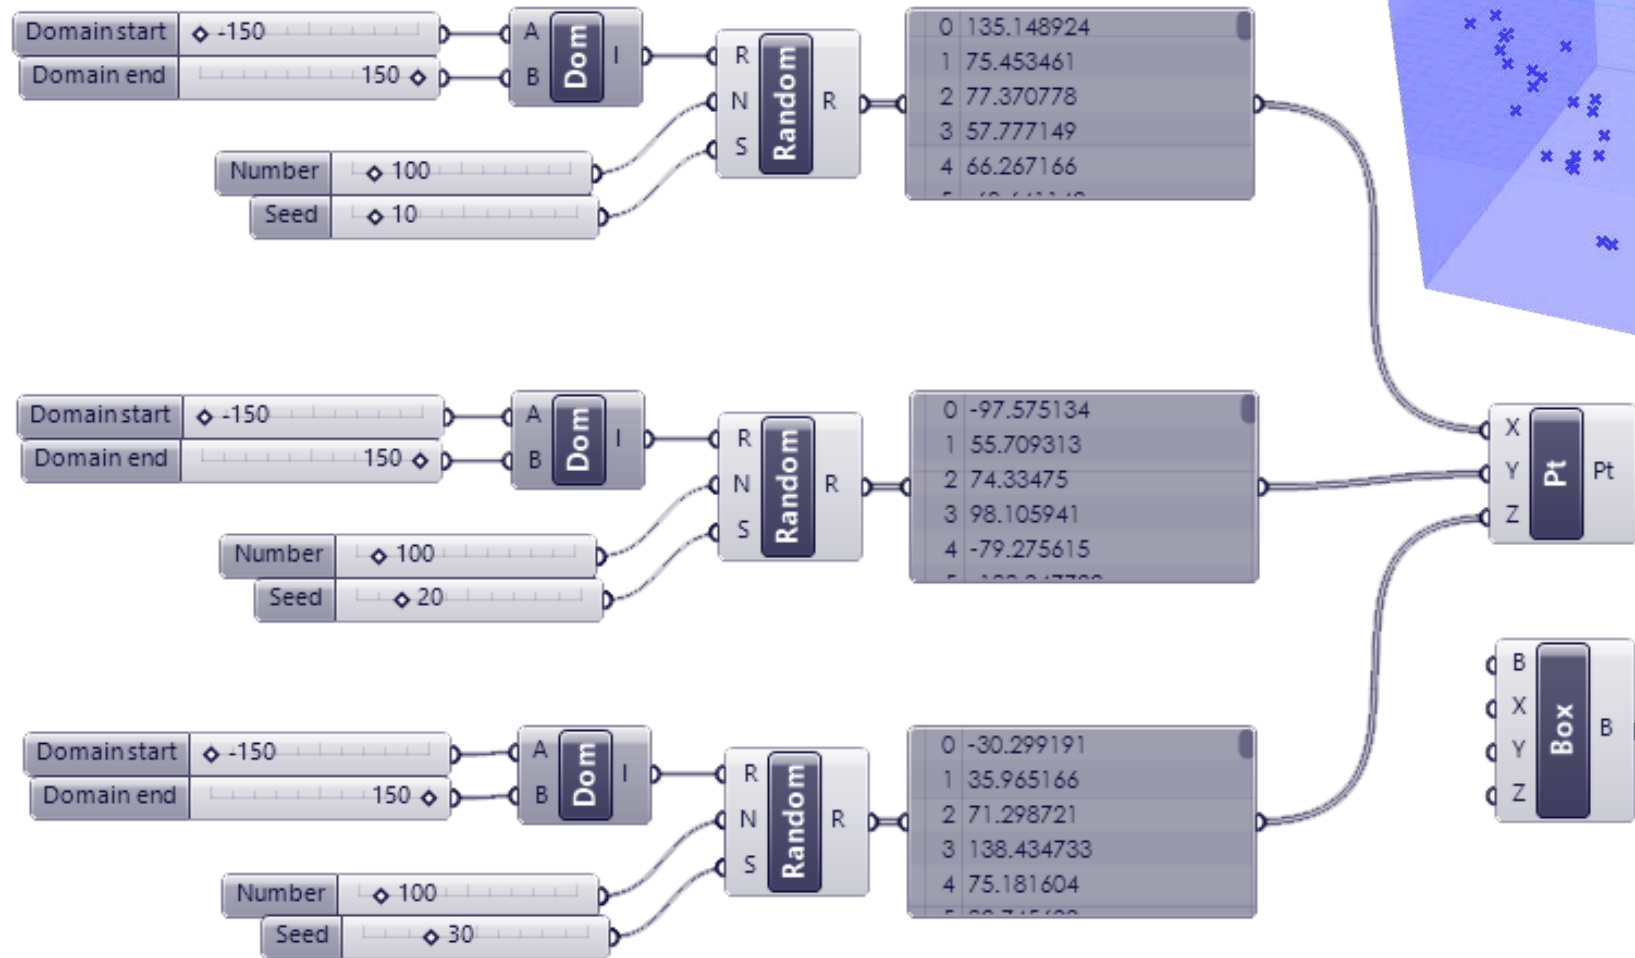 Domain start -150
Domain end 150
A
B
Dom
I
R
N
S
Random
R
Number 100
Seed 10
0 135.148924
1 75.453461
2 77.370778
3 57.777149
4 66.267166
Domain start -150
Domain end 150
A
B
Dom
I
R
N
S
Random
R
Number 100
Seed 20
0 -97.575134
1 55.709313
2 74.33475
3 98.105941
4 -79.275615
X
Y
Z
Pt
Pt
B
X
Y
Z
Box
B
Domain start -150
Domain end 150
A
B
Dom
I
R
N
S
Random
R
Number 100
Seed 30
0 -30.299191
1 35.965166
2 71.298721
3 138.434733
4 75.181604